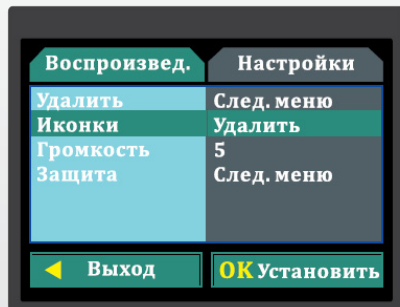 Воспроизвед. Настройки
Удалить След. меню
Иконки Удалить
Громкость 5
Защита След. меню
Выход OK Установить